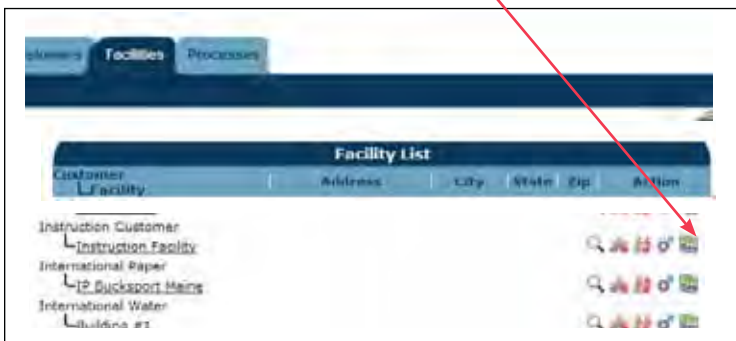 Facilities Processes
Facility List
Customer
Facility Address City State Zip Action
Instruction Customer
Instruction Facility
International Paper
IP Bucksport Maine
International Water
Building #1